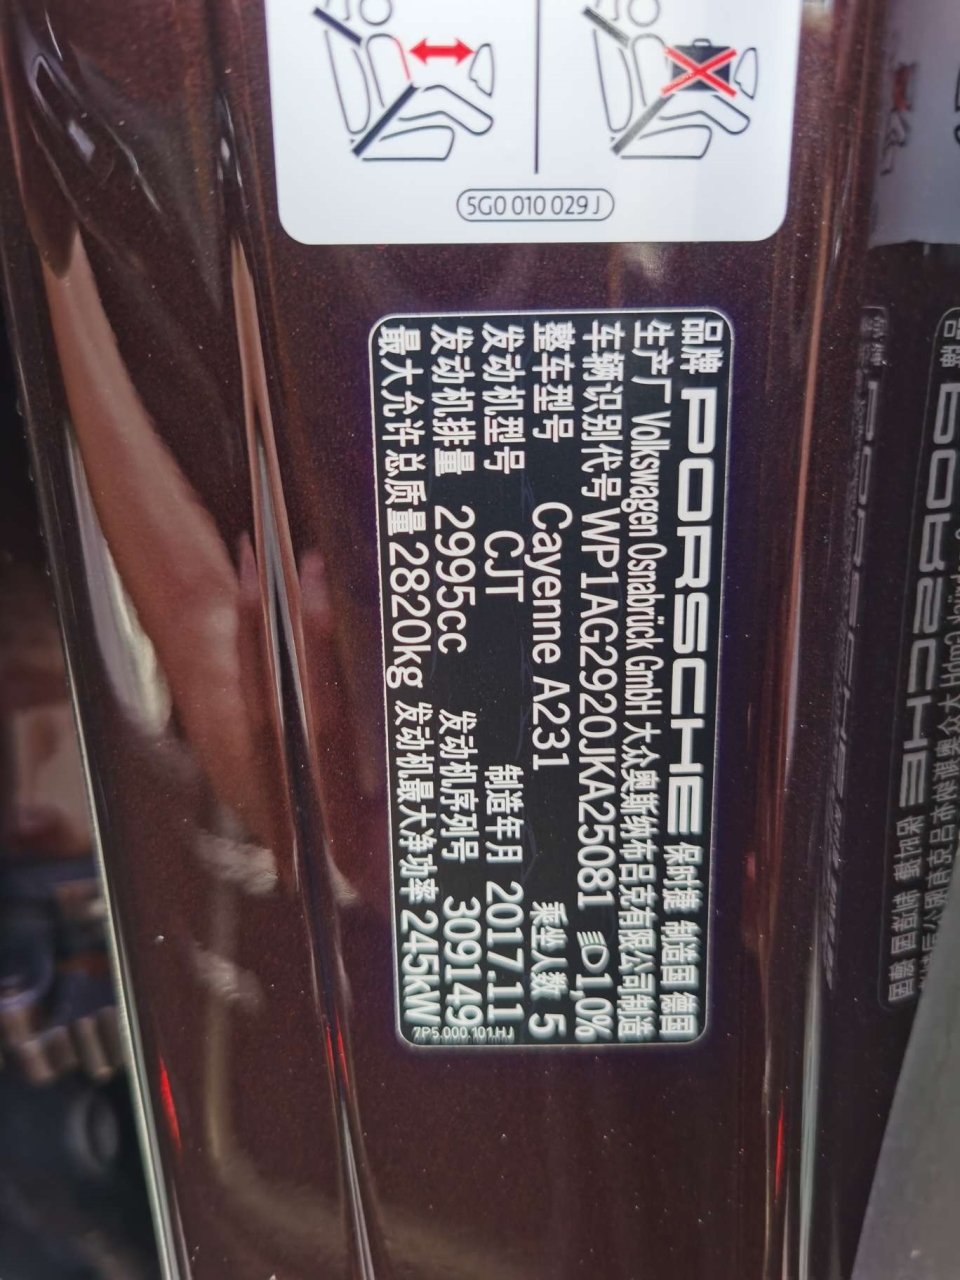 5G0 010 029 J
品牌 PORSCHE 保时捷 制造国 德国
生产厂 Volkswagen Osnabrück GmbH 大众奥斯纳布吕克有限公司制造
车辆识别代号 WP1AG2920JKA25081 1,0%
整车型号 Cayenne A231 乘坐人数 5
发动机型号 CJT 制造年月 2017.11
发动机排量 2995cc 发动机序列号 309149
最大允许总质量 2820kg 发动机最大净功率 245kW
7P5.000.101.HJ